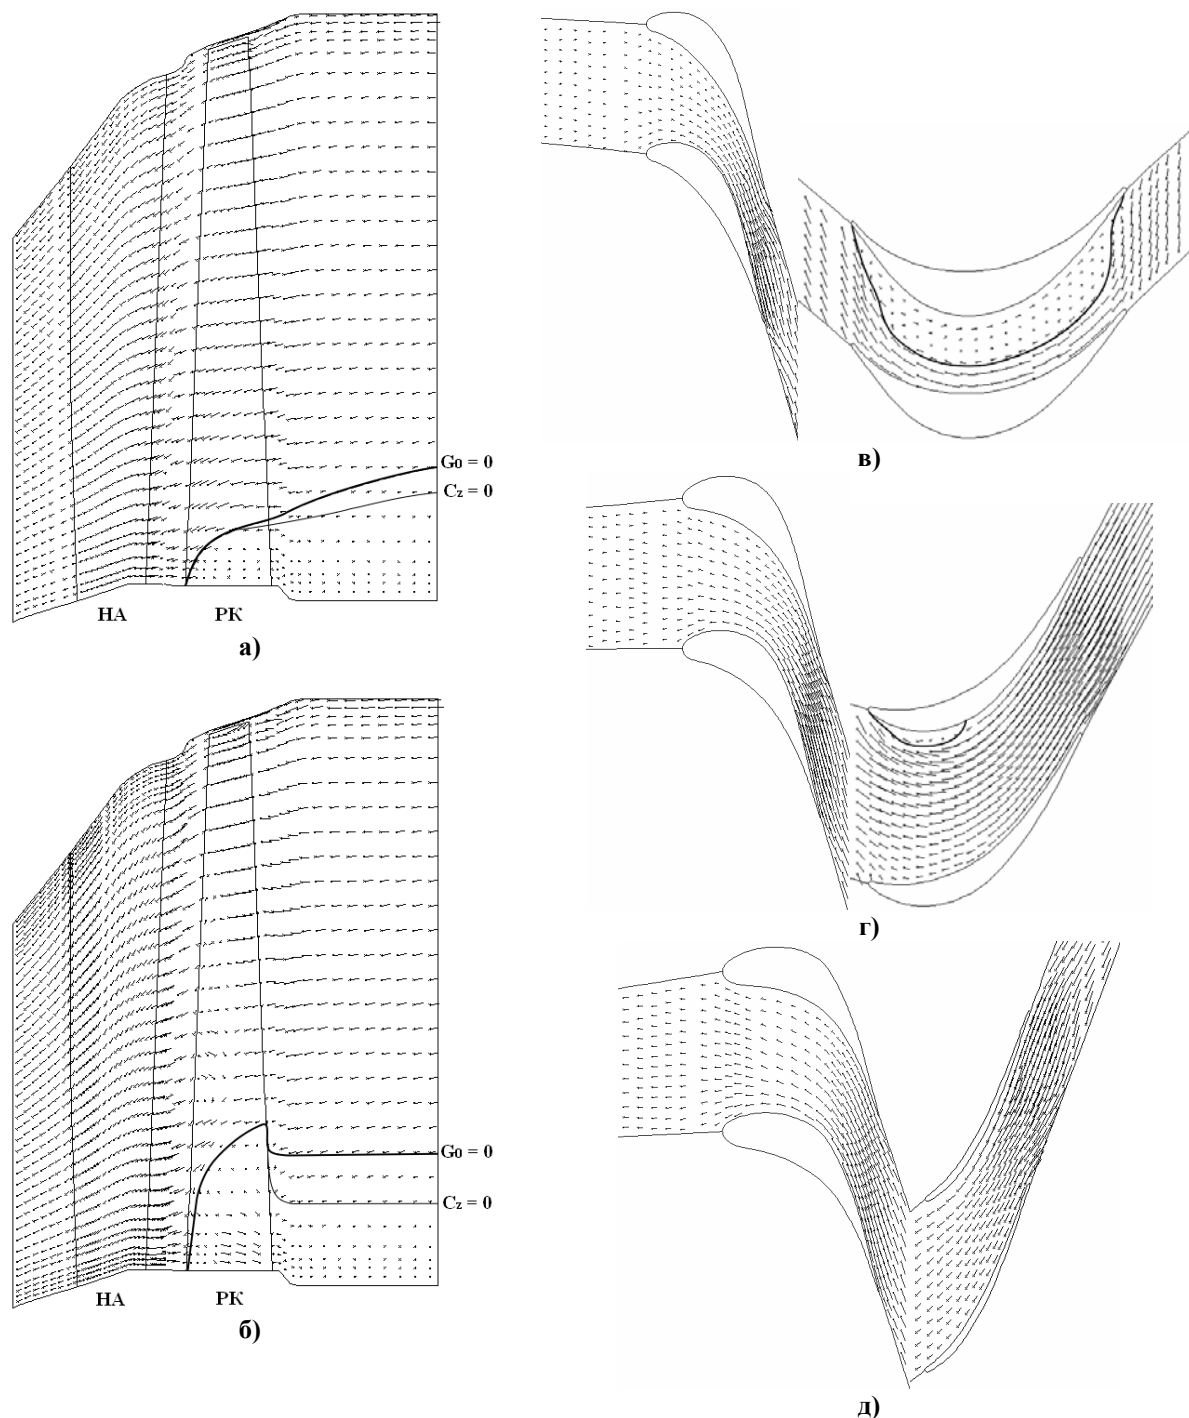 G0 = 0
Cz = 0
НА РК
а)
в)
г)
G0 = 0
Cz = 0
НА РК
б)
д)